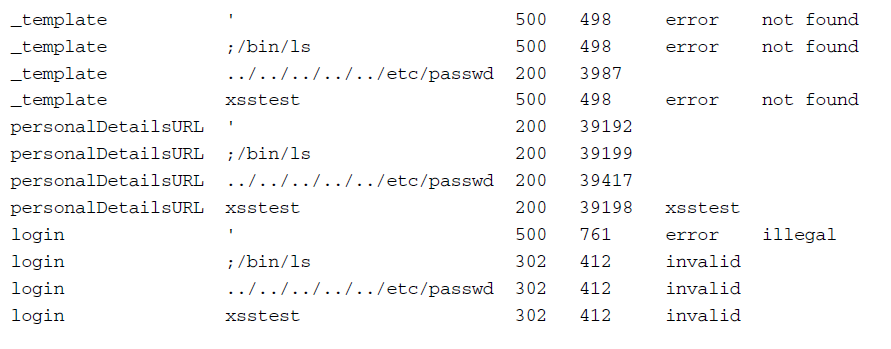 _template ' 500 498 error not found
_template ;/bin/ls 500 498 error not found
_template ../../../../../etc/passwd 200 3987
_template xsstest 500 498 error not found
personalDetailsURL ' 200 39192
personalDetailsURL ;/bin/ls 200 39199
personalDetailsURL ../../../../../etc/passwd 200 39417
personalDetailsURL xsstest 200 39198 xsstest
login ' 500 761 error illegal
login ;/bin/ls 302 412 invalid
login ../../../../../etc/passwd 302 412 invalid
login xsstest 302 412 invalid